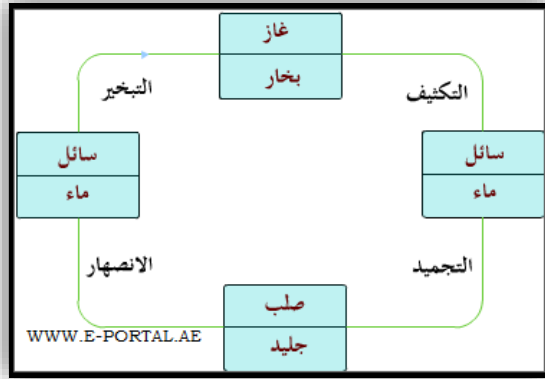 غاز
بخار
التكثيف
التبخير
سائل
ماء
سائل
ماء
التجميد
الانصهار
صلب
جليد
WWW.E-PORTAL.AE